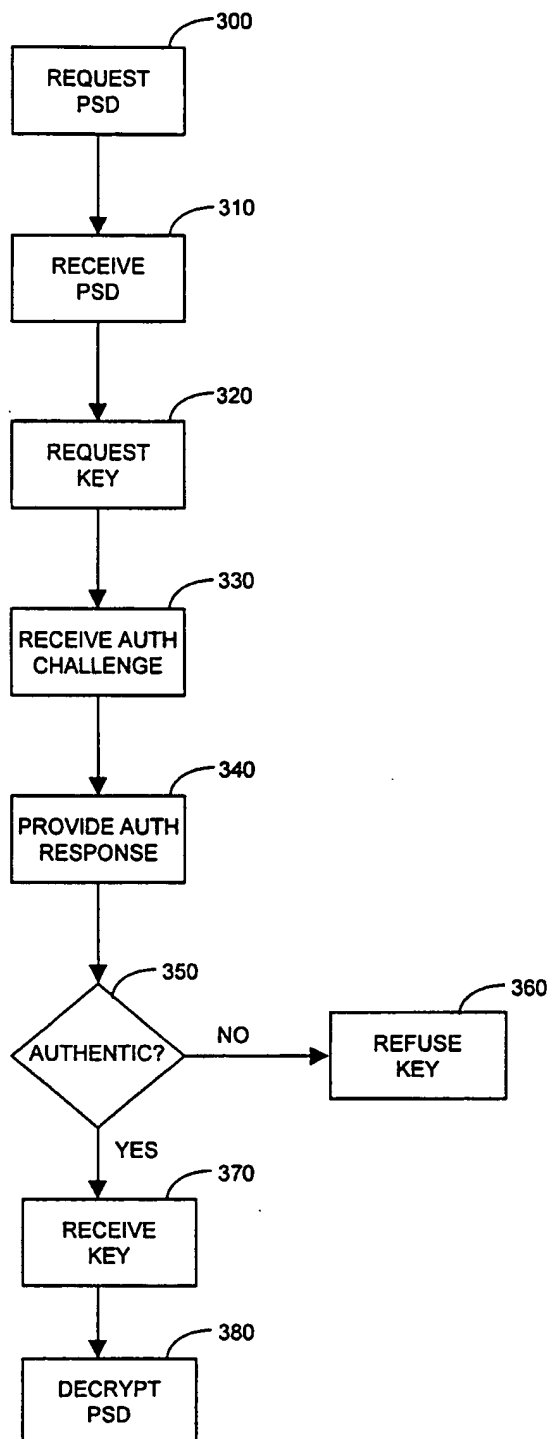 300
REQUEST
PSD
310
RECEIVE
PSD
320
REQUEST
KEY
330
RECEIVE AUTH
CHALLENGE
340
PROVIDE AUTH
RESPONSE
350
AUTHENTIC?
NO
360
REFUSE
KEY
YES
370
RECEIVE
KEY
380
DECRYPT
PSD